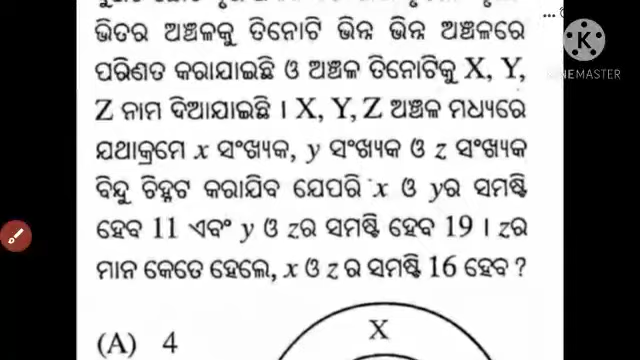 ଭିତର ଅଞ୍ଚଳକୁ ତିନୋଟି ଭିନ୍ନ ଭିନ୍ନ ଅଞ୍ଚଳରେ
ପରିଣତ କରାଯାଇଛି ଓ ଅଞ୍ଚଳ ତିନୋଟିକୁ X, Y,
Z ନାମ ଦିଆଯାଇଛି । X, Y, Z ଅଞ୍ଚଳ ମଧ୍ୟରେ
ଯଥାକ୍ରମେ x ସଂଖ୍ୟକ, y ସଂଖ୍ୟକ ଓ z ସଂଖ୍ୟକ
ବିନ୍ଦୁ ଚିହ୍ନଟ କରାଯିବ ଯେପରି x ଓ yର ସମଷ୍ଟି
ହେବ 11 ଏବଂ y ଓ zର ସମଷ୍ଟି ହେବ 19 । zର
ମାନ କେତେ ହେଲେ, x ଓ z ର ସମଷ୍ଟି 16 ହେବ ?
(A) 4
X
KINEMASTER